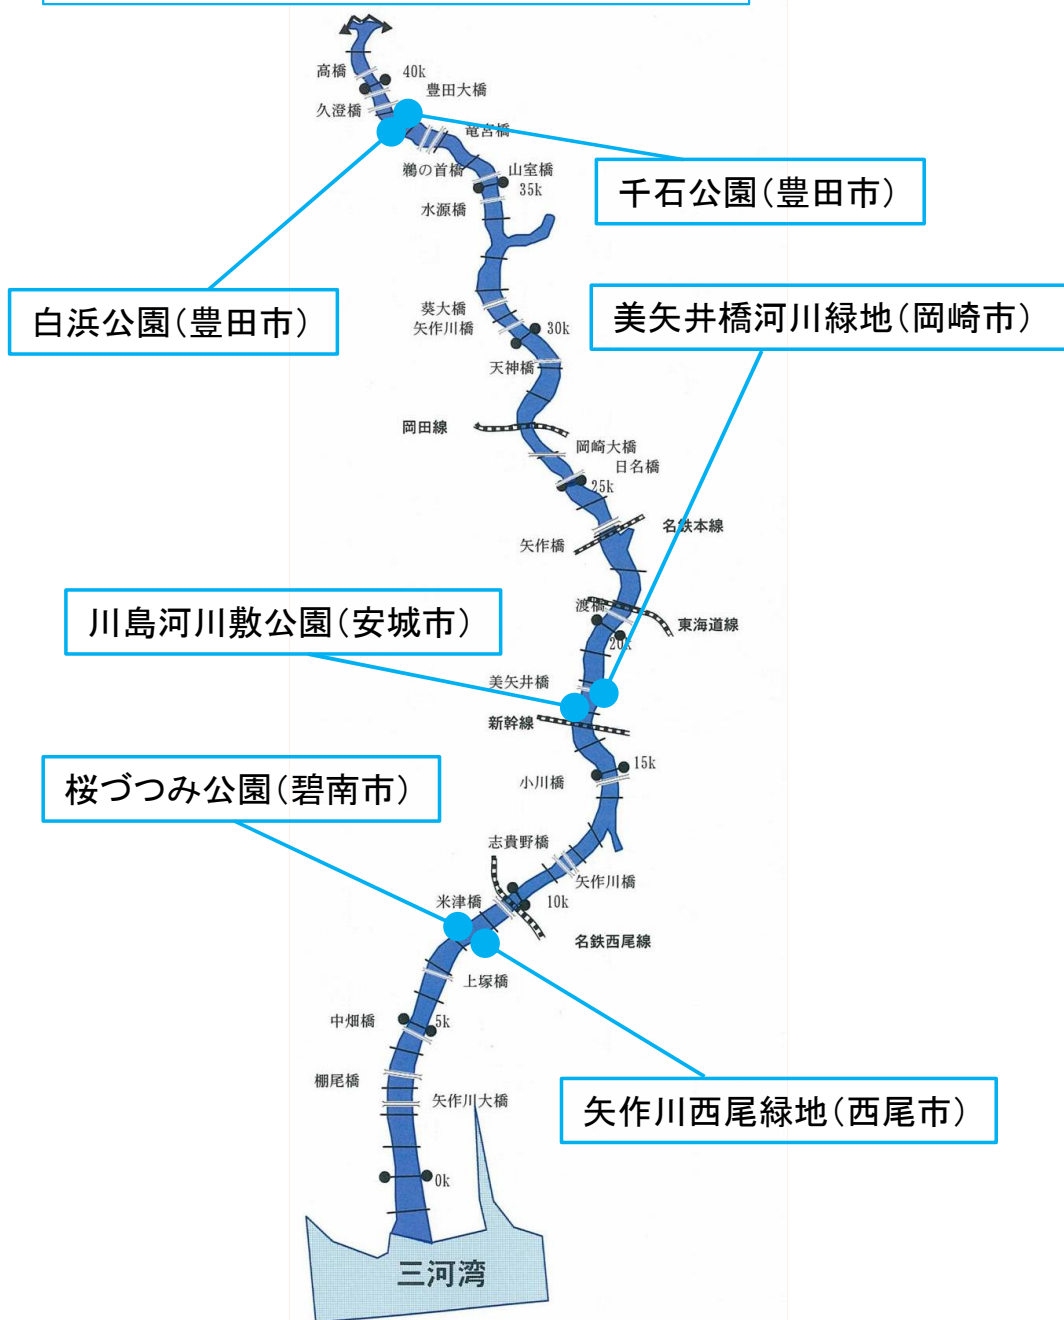 高橋
40k
豊田大橋
久澄橋
竜宮橋
鵜の首橋
山室橋
35k
千石公園(豊田市)
水源橋
白浜公園(豊田市)
葵大橋
美矢井橋河川緑地(岡崎市)
矢作川橋
30k
天神橋
岡田線
岡崎大橋
日名橋
25k
名鉄本線
矢作橋
渡橋
川島河川敷公園(安城市)
東海道線
20k
美矢井橋
新幹線
15k
小川橋
桜づつみ公園(碧南市)
志貴野橋
矢作川橋
米津橋
10k
名鉄西尾線
上塚橋
中畑橋
5k
棚尾橋
矢作川大橋
矢作川西尾緑地(西尾市)
0k
三河湾